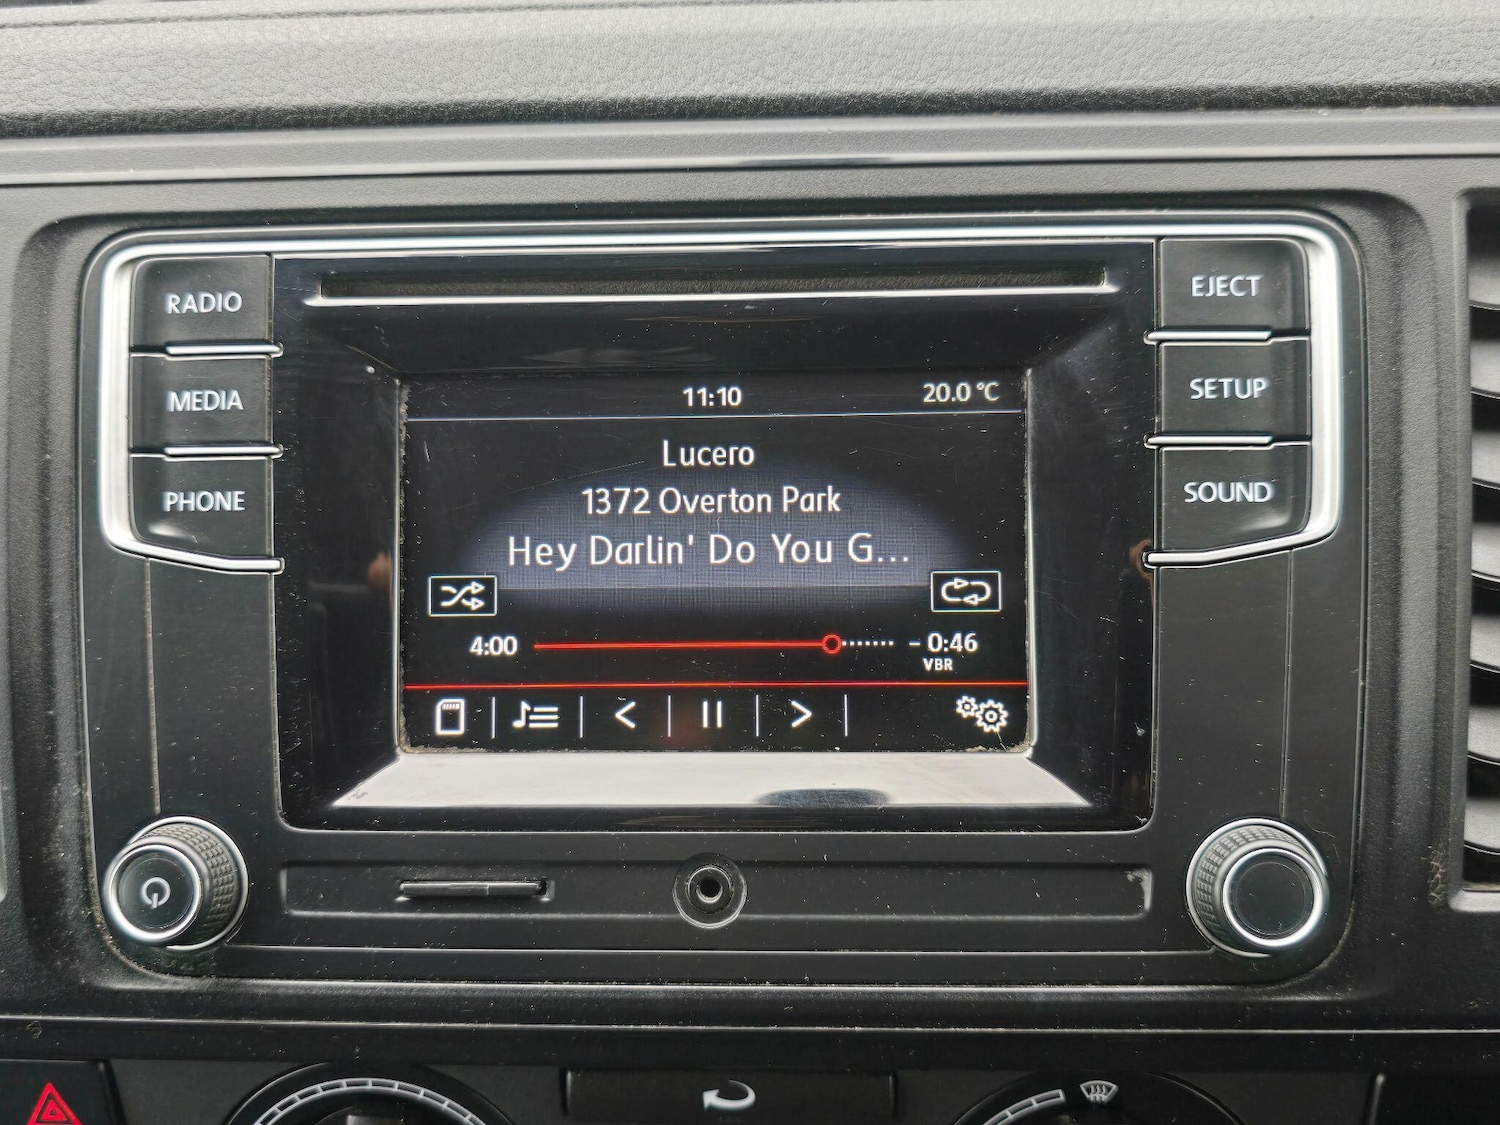 RADIO
MEDIA
PHONE
EJECT
SETUP
SOUND
11:10 20.0 °C
Lucero
1372 Overton Park
Hey Darlin' Do You G...
4:00 - 0:46
VBR